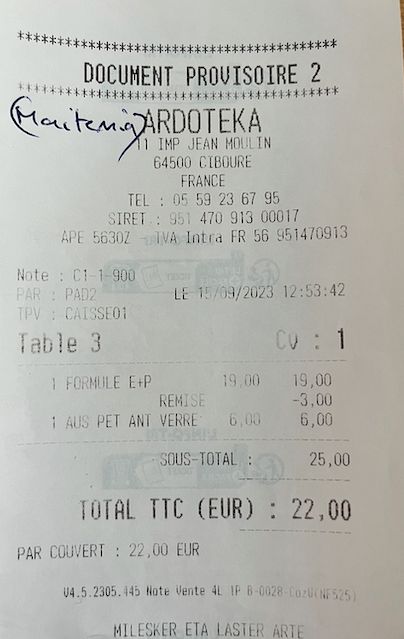 ************************************
DOCUMENT PROVISOIRE 2
************************************
ARDOTEKA
11 IMP JEAN MOULIN
64500 CIBOURE
FRANCE
TEL : 05 59 23 67 95
SIRET : 951 470 913 00017
APE 5630Z - TVA Intra FR 56 951470913
Note : C1-1-900
PAR : PAD2 LE 15/09/2023 12:53:42
TPV : CAISSE01
Table 3 Cv : 1
1 FORMULE E+P 19,00 19,00
REMISE -3,00
1 AUS PET ANT VERRE 6,00 6,00
SOUS-TOTAL : 25,00
TOTAL TTC (EUR) : 22,00
PAR COUVERT : 22,00 EUR
V4.5.2305.445 Note Vente 4L 1P B-0028-CozU(NF525)
MILESKER ETA LASTER ARTE